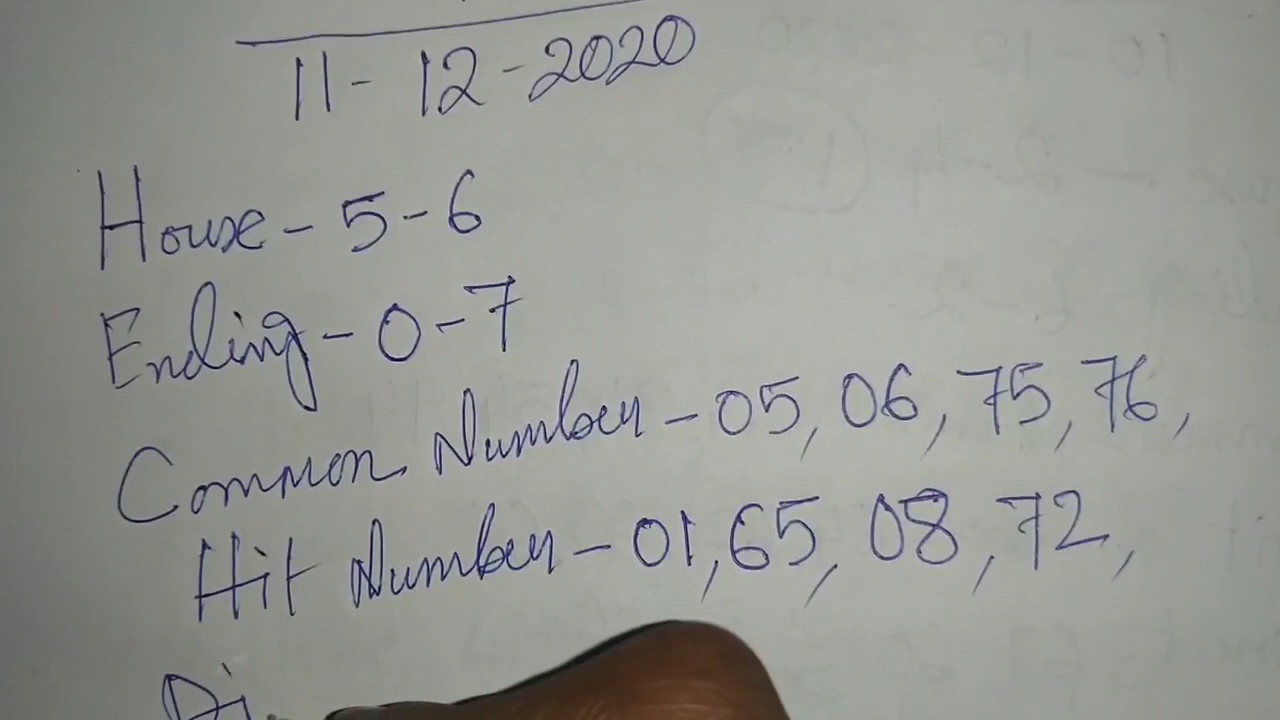 11-12-2020
House-5-6
Ending-0-7
Common Number-05, 06, 75, 76,
Hit Number-01, 65, 08, 72,